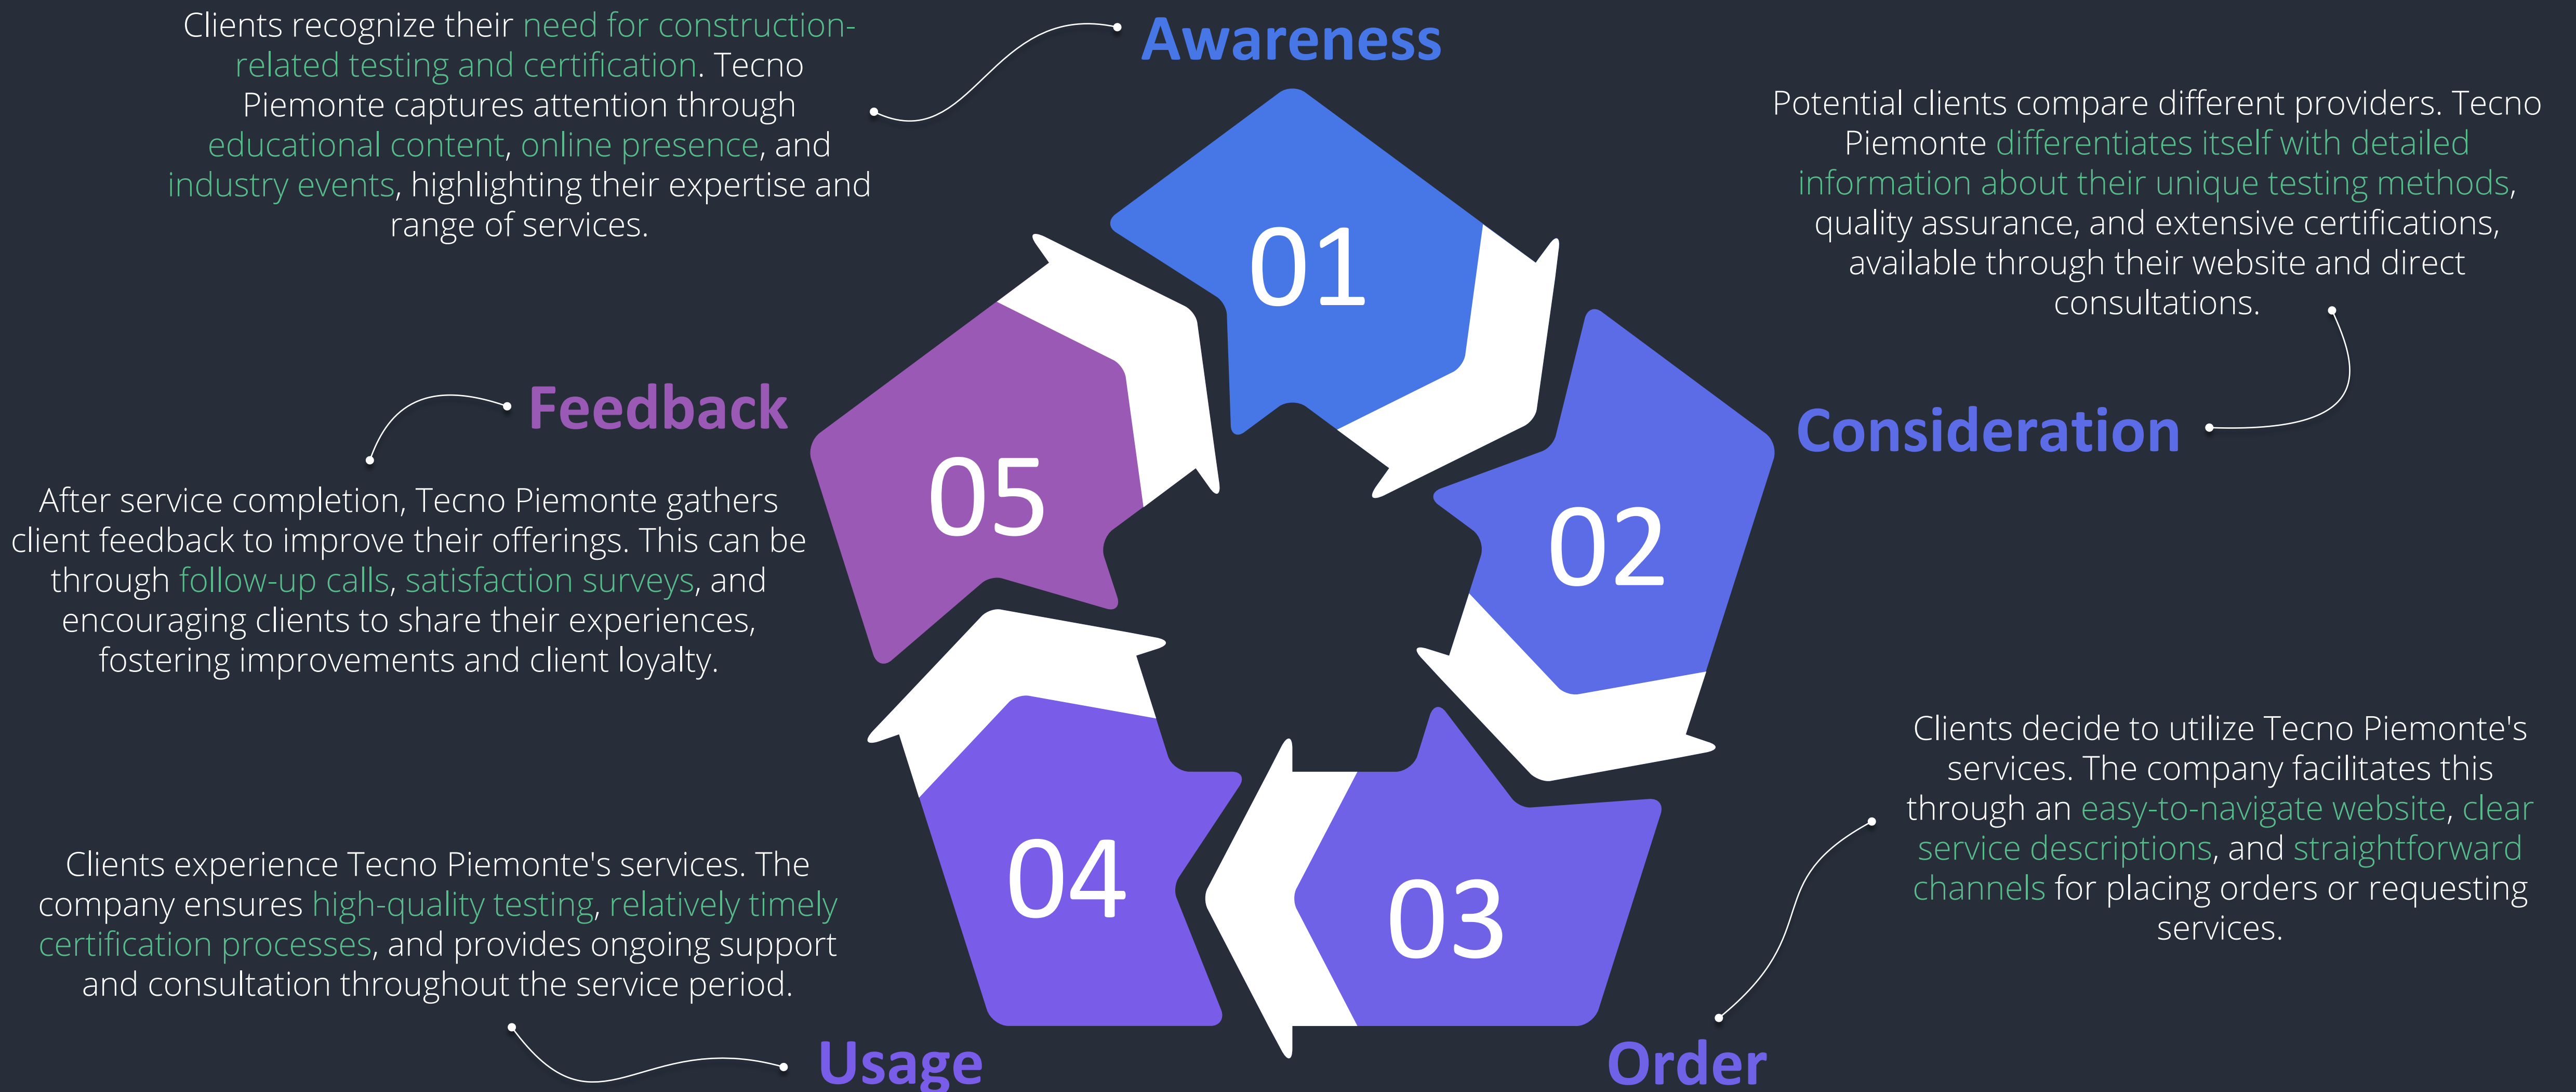 Awareness
Clients recognize their need for construction-
related testing and certification. Tecno
Piemonte captures attention through
educational content, online presence, and
industry events, highlighting their expertise and
range of services.
01
Potential clients compare different providers. Tecno
Piemonte differentiates itself with detailed
information about their unique testing methods,
quality assurance, and extensive certifications,
available through their website and direct
consultations.
Consideration
02
Clients decide to utilize Tecno Piemonte's
services. The company facilitates this
through an easy-to-navigate website, clear
service descriptions, and straightforward
channels for placing orders or requesting
services.
03
Order
Clients experience Tecno Piemonte's services. The
company ensures high-quality testing, relatively timely
certification processes, and provides ongoing support
and consultation throughout the service period.
04
Usage
Feedback
05
After service completion, Tecno Piemonte gathers
client feedback to improve their offerings. This can be
through follow-up calls, satisfaction surveys, and
encouraging clients to share their experiences,
fostering improvements and client loyalty.